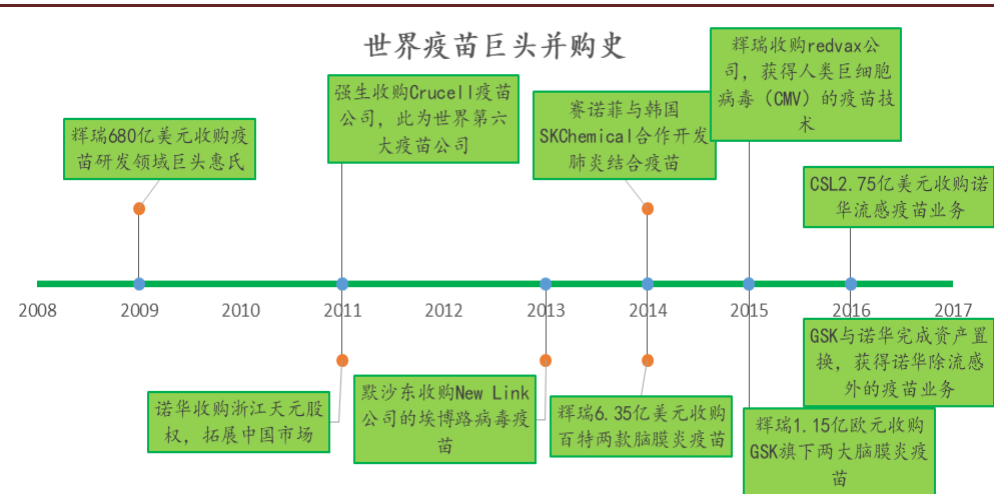 世界疫苗巨头并购史
辉瑞680亿美元收购疫
苗研发领域巨头惠氏
强生收购Crucell疫苗
公司，此为世界第六
大疫苗公司
赛诺菲与韩国
SKChemical合作开发
肺炎结合疫苗
辉瑞收购redvax公
司，获得人类巨细胞
病毒（CMV）的疫苗技
术
CSL2.75亿美元收购诺
华流感疫苗业务
2008 2009 2010 2011 2012 2013 2014 2015 2016 2017
诺华收购浙江天元股
权，拓展中国市场
默沙东收购New Link
公司的埃博路病毒疫
苗
辉瑞6.35亿美元收购
百特两款脑膜炎疫苗
辉瑞1.15亿欧元收购
GSK旗下两大脑膜炎疫
苗
GSK与诺华完成资产置
换，获得诺华除流感
外的疫苗业务